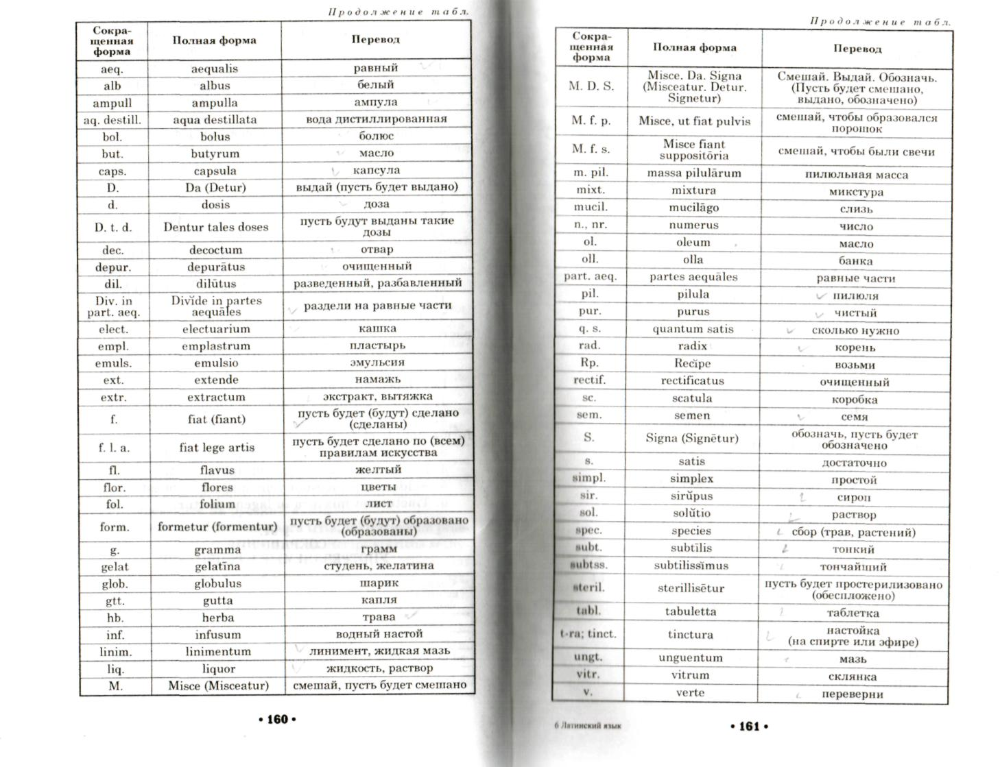 Продолжение табл.
Сокра-
щенная
форма
Полная форма
Перевод
aeq. aequalis равный
alb albus белый
ampull ampulla ампула
aq. destill. aqua destillata вода дистиллированная
bol. bolus болюс
but. butyrum масло
caps. capsula капсула
D. Da (Detur) выдай (пусть будет выдано)
d. dosis доза
D. t. d. Dentur tales doses пусть будут выданы такие
дозы
dec. decoctum отвар
depur. depurātus очищенный
dil. dilūtus разведенный, разбавленный
Div. in
part. aeq.
Divĭde in partes
aequāles
раздели на равные части
elect. electuarium кашка
empl. emplastrum пластырь
emuls. emulsio эмульсия
ext. extende намажь
extr. extractum экстракт, вытяжка
f. fiat (fiant) пусть будет (будут) сделано
(сделаны)
f. l. a. fiat lege artis пусть будет сделано по (всем)
правилам искусства
fl. flavus желтый
flor. flores цветы
fol. folium лист
form. formetur (formentur) пусть будет (будут) образовано
(образованы)
g. gramma грамм
gelat gelatīna студень, желатина
glob. globulus шарик
gtt. gutta капля
hb. herba трава
inf. infusum водный настой
linim. linimentum линимент, жидкая мазь
liq. liquor жидкость, раствор
M. Misce (Misceatur) смешай, пусть будет смешано
• 160 •
Продолжение табл.
Сокра-
щенная
форма
Полная форма
Перевод
M. D. S.
Misce. Da. Signa
(Misceatur. Detur.
Signetur)
Смешай. Выдай. Обозначь.
(Пусть будет смешано,
выдано, обозначено)
M. f. p. Misce, ut fiat pulvis смешай, чтобы образовался
порошок
M. f. s.
Misce fiant
suppositōria
смешай, чтобы были свечи
m. pil. massa pilulārum пилюльная масса
mixt. mixtura микстура
mucil. mucilāgo слизь
n., nr. numerus число
ol. oleum масло
oll. olla банка
part. aeq. partes aequāles равные части
pil. pilula пилюля
pur. purus чистый
q. s. quantum satis сколько нужно
rad. radix корень
Rp. Recĭpe возьми
rectif. rectificatus очищенный
sc. scatula коробка
sem. semen семя
S. Signa (Signētur) обозначь, пусть будет
обозначено
s. satis достаточно
simpl. simplex простой
sir. sirŭpus сироп
sol. solŭtio раствор
spec. species сбор (трав, растений)
subt. subtīlis тонкий
subtss. subtilissĭmus тончайший
steril. sterillisētur пусть будет простерилизовано
(обеспложено)
tabl. tabuletta таблетка
t-ra; tinct. tinctura настойка
(на спирте или эфире)
ungt. unguentum мазь
vitr. vitrum склянка
v. verte переверни
6 Латинский язык
• 161 •